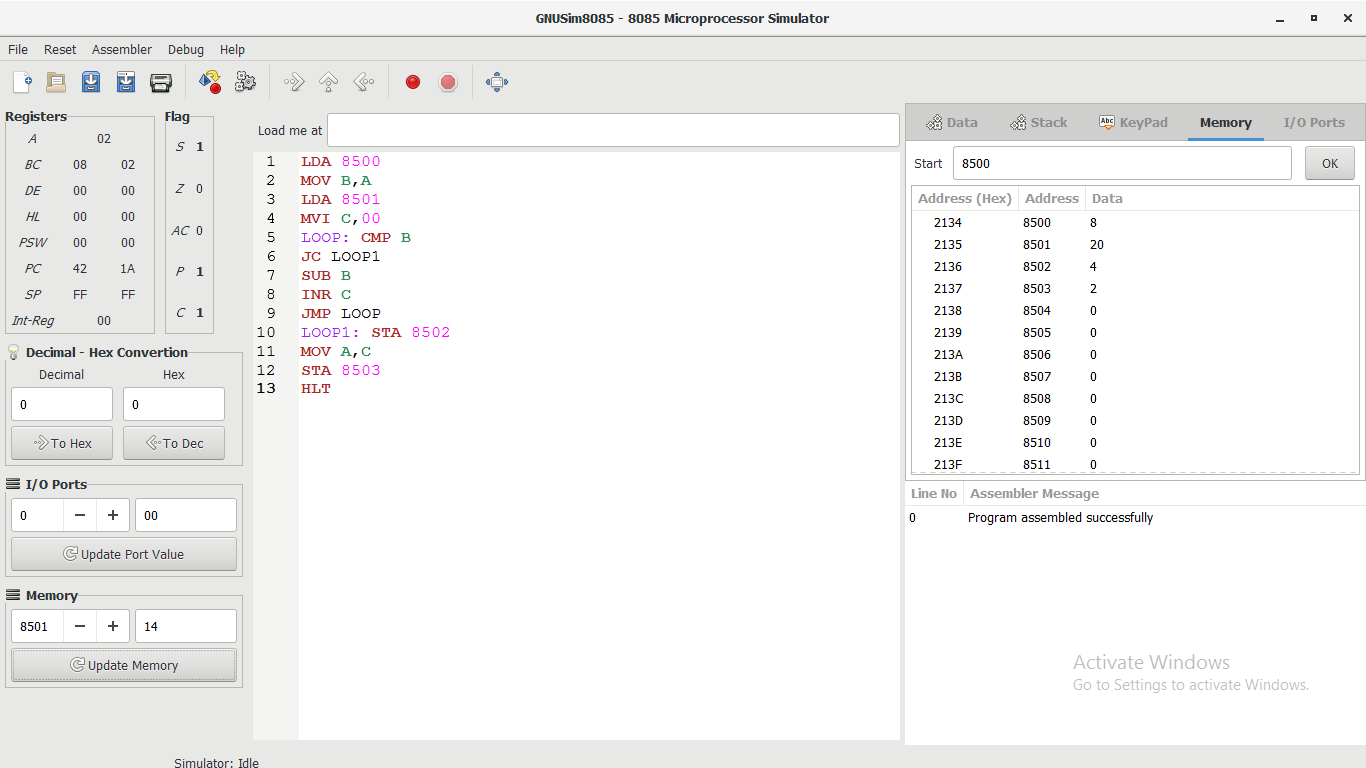 GNUSim8085 - 8085 Microprocessor Simulator
File Reset Assembler Debug Help
Registers
A 02
BC 08 02
DE 00 00
HL 00 00
PSW 00 00
PC 42 1A
SP FF FF
Int-Reg 00
Flag
S 1
Z 0
AC 0
P 1
C 1
Decimal - Hex Convertion
Decimal Hex
0 0
To Hex To Dec
I/O Ports
0 00
Update Port Value
Memory
8501 14
Update Memory
Load me at
1 LDA 8500
2 MOV B,A
3 LDA 8501
4 MVI C,00
5 LOOP: CMP B
6 JC LOOP1
7 SUB B
8 INR C
9 JMP LOOP
10 LOOP1: STA 8502
11 MOV A,C
12 STA 8503
13 HLT
Data Stack Abc KeyPad Memory I/O Ports
Start 8500 OK
Address (Hex) Address Data
2134 8500 8
2135 8501 20
2136 8502 4
2137 8503 2
2138 8504 0
2139 8505 0
213A 8506 0
213B 8507 0
213C 8508 0
213D 8509 0
213E 8510 0
213F 8511 0
Line No Assembler Message
0 Program assembled successfully
Activate Windows
Go to Settings to activate Windows.
Simulator: Idle